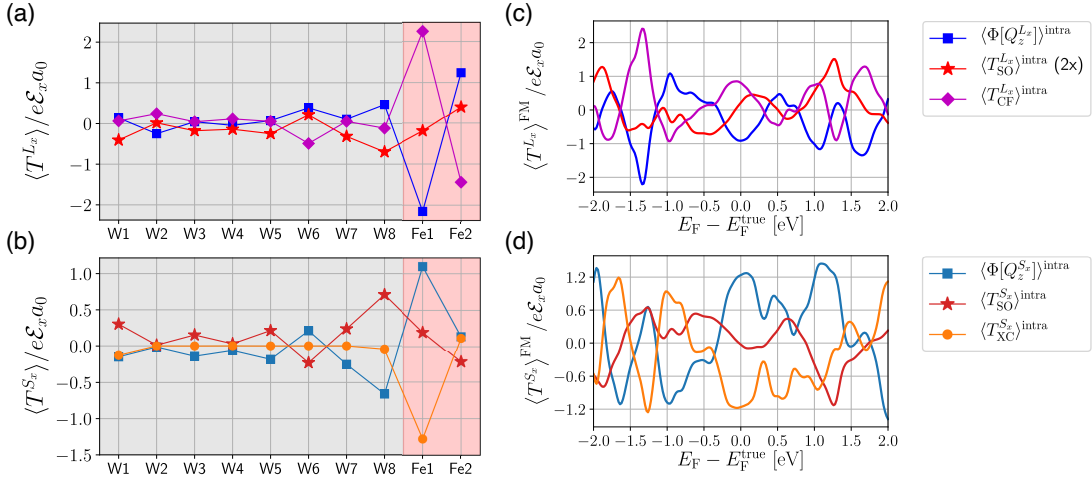 (a)
⟨T^{L_x}⟩/eℰ_x a_0
2
1
0
−1
−2
W1 W2 W3 W4 W5 W6 W7 W8 Fe1 Fe2
(b)
⟨T^{S_x}⟩/eℰ_x a_0
1.0
0.5
0.0
−0.5
−1.0
−1.5
W1 W2 W3 W4 W5 W6 W7 W8 Fe1 Fe2
(c)
⟨T^{L_x}⟩^{FM}/eℰ_x a_0
2
1
0
−1
−2
−2.0 −1.5 −1.0 −0.5 0.0 0.5 1.0 1.5 2.0
E_F − E_F^{true} [eV]
(d)
⟨T^{S_x}⟩^{FM}/eℰ_x a_0
1.2
0.6
0.0
−0.6
−1.2
−2.0 −1.5 −1.0 −0.5 0.0 0.5 1.0 1.5 2.0
E_F − E_F^{true} [eV]
⟨Φ[Q_z^{L_x}]⟩^{intra}
⟨T_{SO}^{L_x}⟩^{intra} (2x)
⟨T_{CF}^{L_x}⟩^{intra}
⟨Φ[Q_z^{S_x}]⟩^{intra}
⟨T_{SO}^{S_x}⟩^{intra}
⟨T_{XC}^{S_x}⟩^{intra}